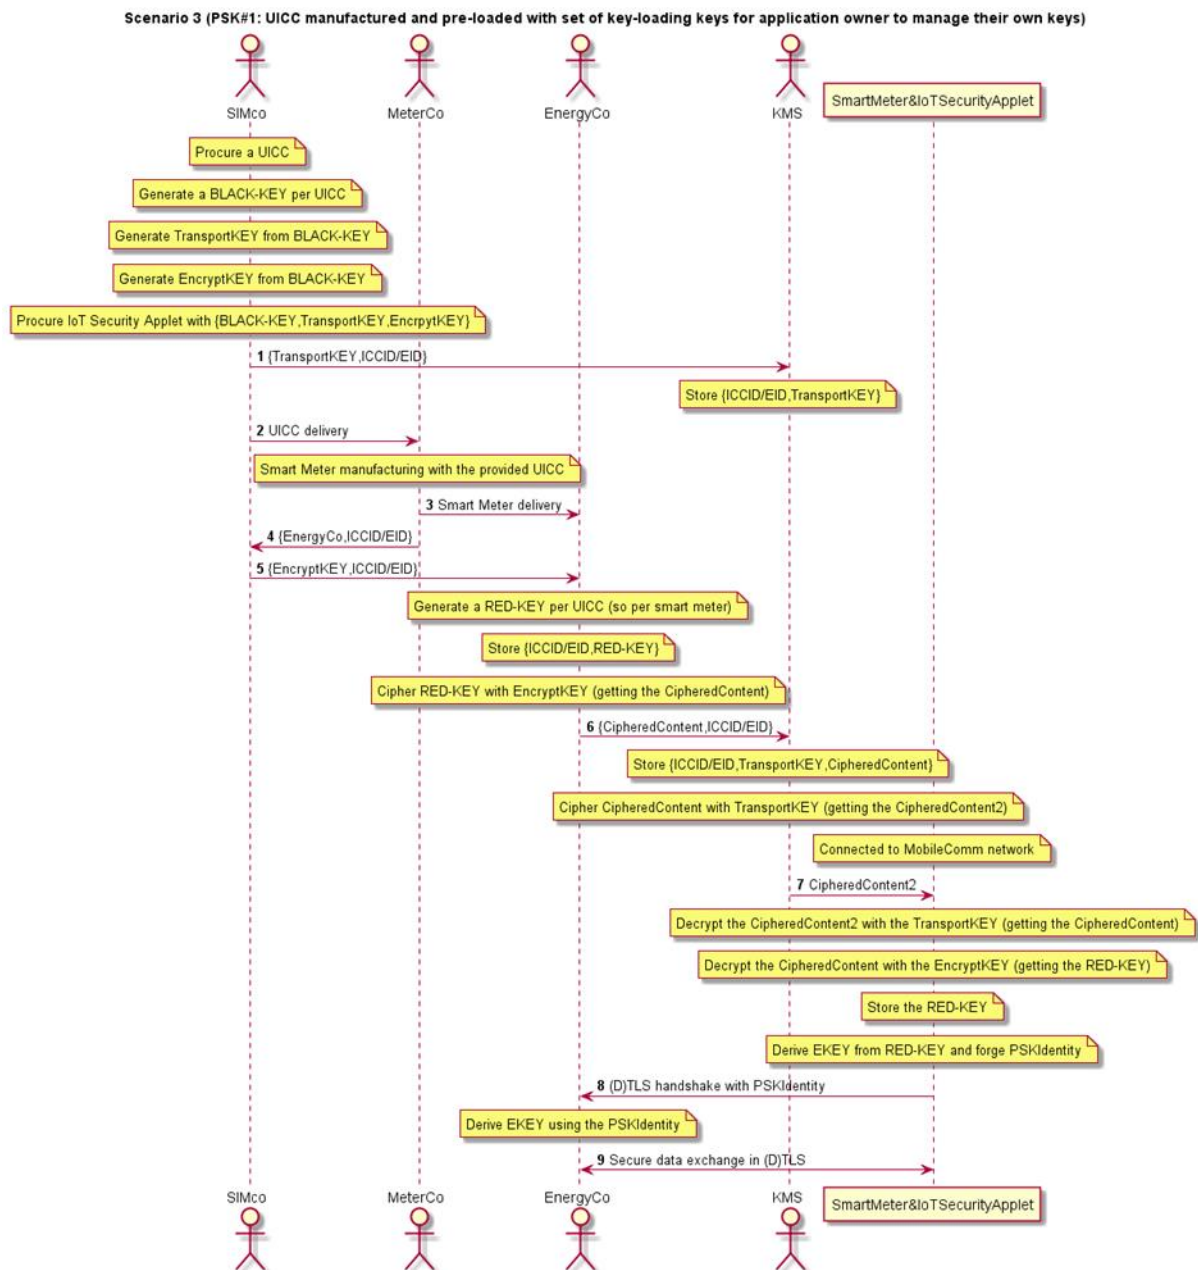 Scenario 3 (PSK#1: UICC manufactured and pre-loaded with set of key-loading keys for application owner to manage their own keys)
SIMco
MeterCo
EnergyCo
KMS
SmartMeter&IoTSecurityApplet
Procure a UICC
Generate a BLACK-KEY per UICC
Generate TransportKEY from BLACK-KEY
Generate EncryptKEY from BLACK-KEY
Procure IoT Security Applet with {BLACK-KEY,TransportKEY,EncrpytKEY}
1 {TransportKEY,ICCID/EID}
Store {ICCID/EID,TransportKEY}
2 UICC delivery
Smart Meter manufacturing with the provided UICC
3 Smart Meter delivery
4 {EnergyCo,ICCID/EID}
5 {EncryptKEY,ICCID/EID}
Generate a RED-KEY per UICC (so per smart meter)
Store {ICCID/EID,RED-KEY}
Cipher RED-KEY with EncryptKEY (getting the CipheredContent)
6 {CipheredContent,ICCID/EID}
Store {ICCID/EID,TransportKEY,CipheredContent}
Cipher CipheredContent with TransportKEY (getting the CipheredContent2)
Connected to MobileComm network
7 CipheredContent2
Decrypt the CipheredContent2 with the TransportKEY (getting the CipheredContent)
Decrypt the CipheredContent with the EncryptKEY (getting the RED-KEY)
Store the RED-KEY
Derive EKEY from RED-KEY and forge PSKIdentity
8 (D)TLS handshake with PSKIdentity
Derive EKEY using the PSKIdentity
9 Secure data exchange in (D)TLS
SIMco
MeterCo
EnergyCo
KMS
SmartMeter&IoTSecurityApplet